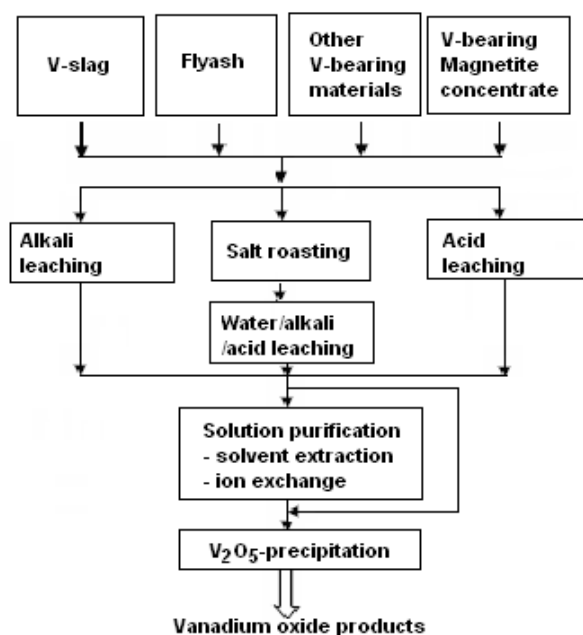 V-slag
Flyash
Other
V-bearing
materials
V-bearing
Magnetite
concentrate
Alkali
leaching
Salt roasting
Acid
leaching
Water/alkali
/acid leaching
Solution purification
- solvent extraction
- ion exchange
V₂O₅-precipitation
Vanadium oxide products